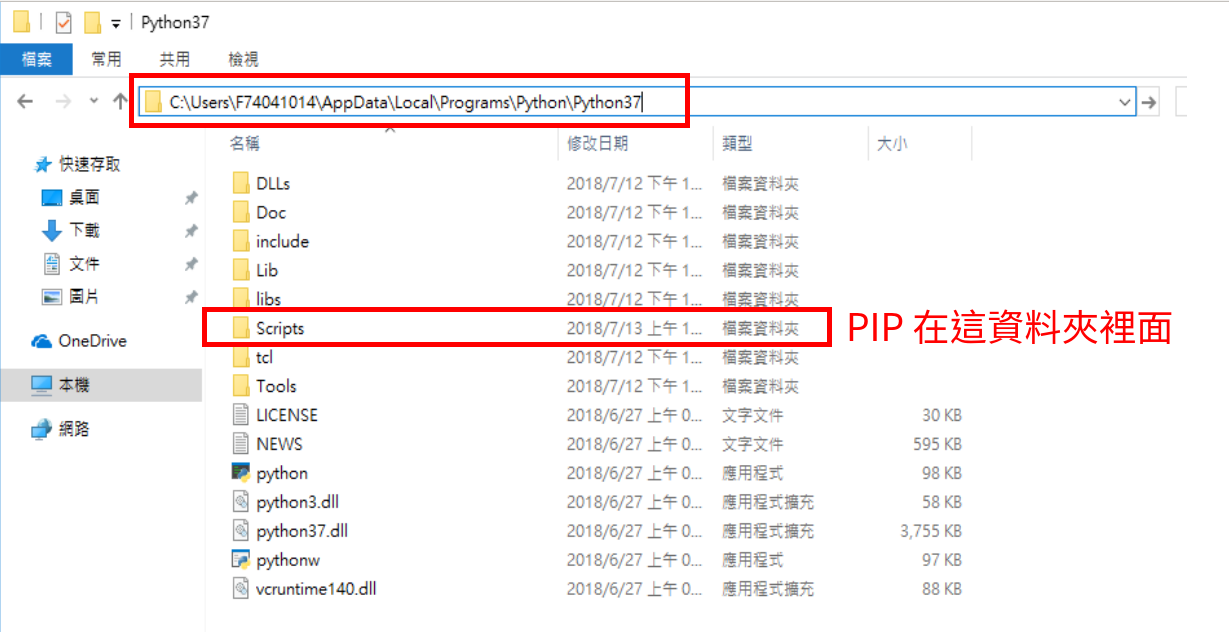 Python37
檔案 常用 共用 檢視
C:\Users\F74041014\AppData\Local\Programs\Python\Python37
名稱 修改日期 類型 大小
快速存取
桌面
下載
文件
圖片
OneDrive
本機
網路
DLLs 2018/7/12 下午 1... 檔案資料夾
Doc 2018/7/12 下午 1... 檔案資料夾
include 2018/7/12 下午 1... 檔案資料夾
Lib 2018/7/12 下午 1... 檔案資料夾
libs 2018/7/12 下午 1... 檔案資料夾
Scripts 2018/7/13 上午 1... 檔案資料夾 PIP 在這資料夾裡面
tcl 2018/7/12 下午 1... 檔案資料夾
Tools 2018/7/12 下午 1... 檔案資料夾
LICENSE 2018/6/27 上午 0... 文字文件 30 KB
NEWS 2018/6/27 上午 0... 文字文件 595 KB
python 2018/6/27 上午 0... 應用程式 98 KB
python3.dll 2018/6/27 上午 0... 應用程式擴充 58 KB
python37.dll 2018/6/27 上午 0... 應用程式擴充 3,755 KB
pythonw 2018/6/27 上午 0... 應用程式 97 KB
vcruntime140.dll 2018/6/27 上午 0... 應用程式擴充 88 KB